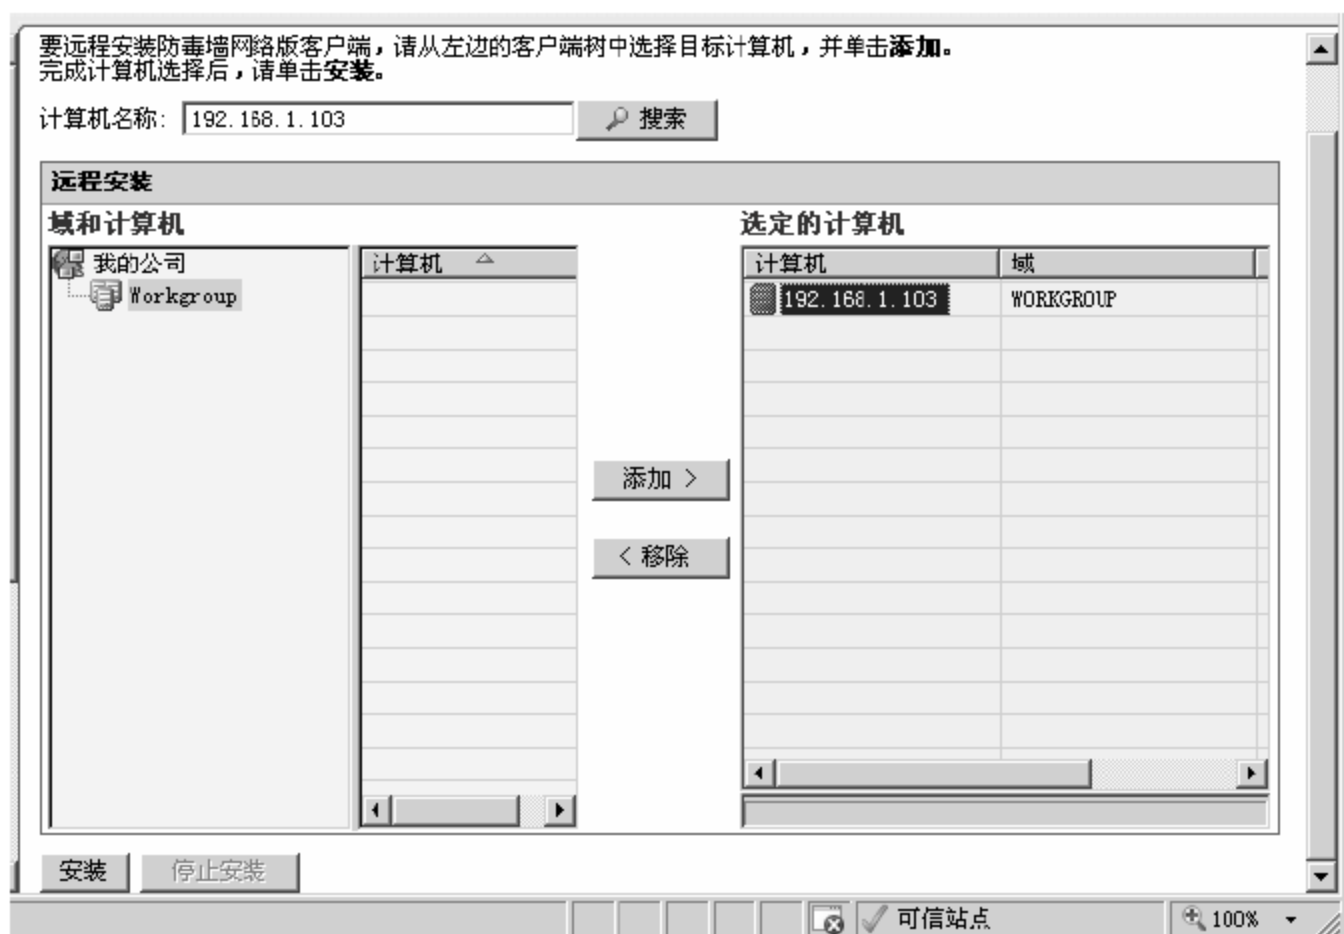 要远程安装防毒墙网络版客户端，请从左边的客户端树中选择目标计算机，并单击添加。
完成计算机选择后，请单击安装。
计算机名称: 192.168.1.103 搜索
远程安装
域和计算机 选定的计算机
我的公司 计算机 计算机 域
Workgroup 192.168.1.103 WORKGROUP
添加 >
< 移除
安装 停止安装
可信站点 100%